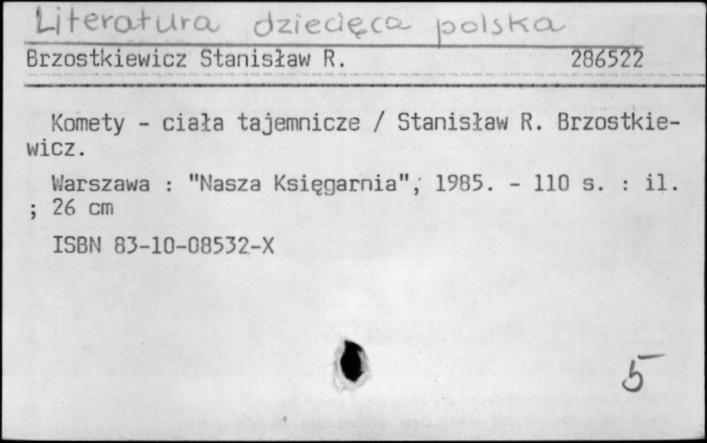 Literatura dziecięca polska
Brzostkiewicz Stanisław R. 286522
Komety - ciała tajemnicze / Stanisław R. Brzostkie-
wicz.
Warszawa : "Nasza Księgarnia", 1985. - 110 s. : il.
; 26 cm
ISBN 83-10-08532-X
5